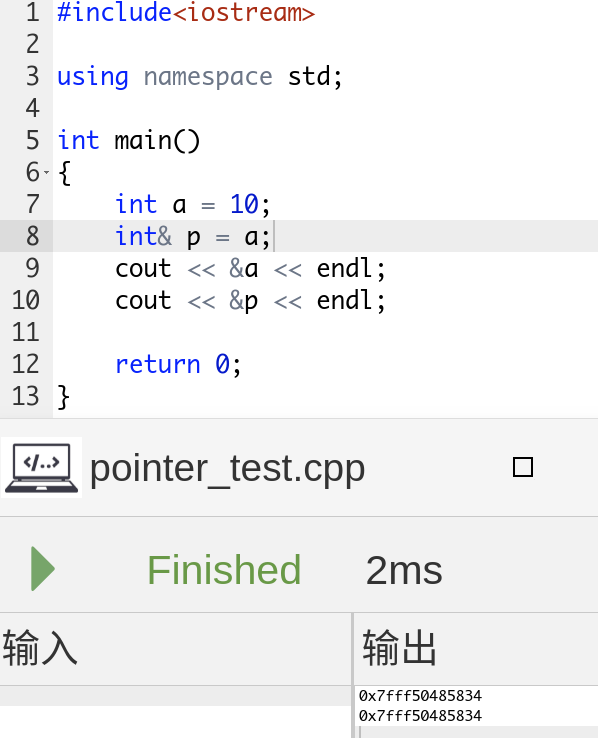 1 #include<iostream>
2
3 using namespace std;
4
5 int main()
6 {
7     int a = 10;
8     int& p = a;
9     cout << &a << endl;
10     cout << &p << endl;
11
12     return 0;
13 }
</..> pointer_test.cpp
Finished 2ms
输入 输出
0x7fff50485834
0x7fff50485834